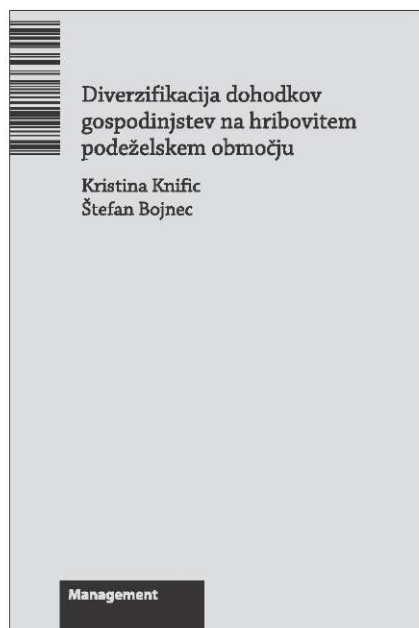 Diverzifikacija dohodkov
gospodinjstev na hribovitem
podeželskem območju
Kristina Knific
Štefan Bojnec
Management